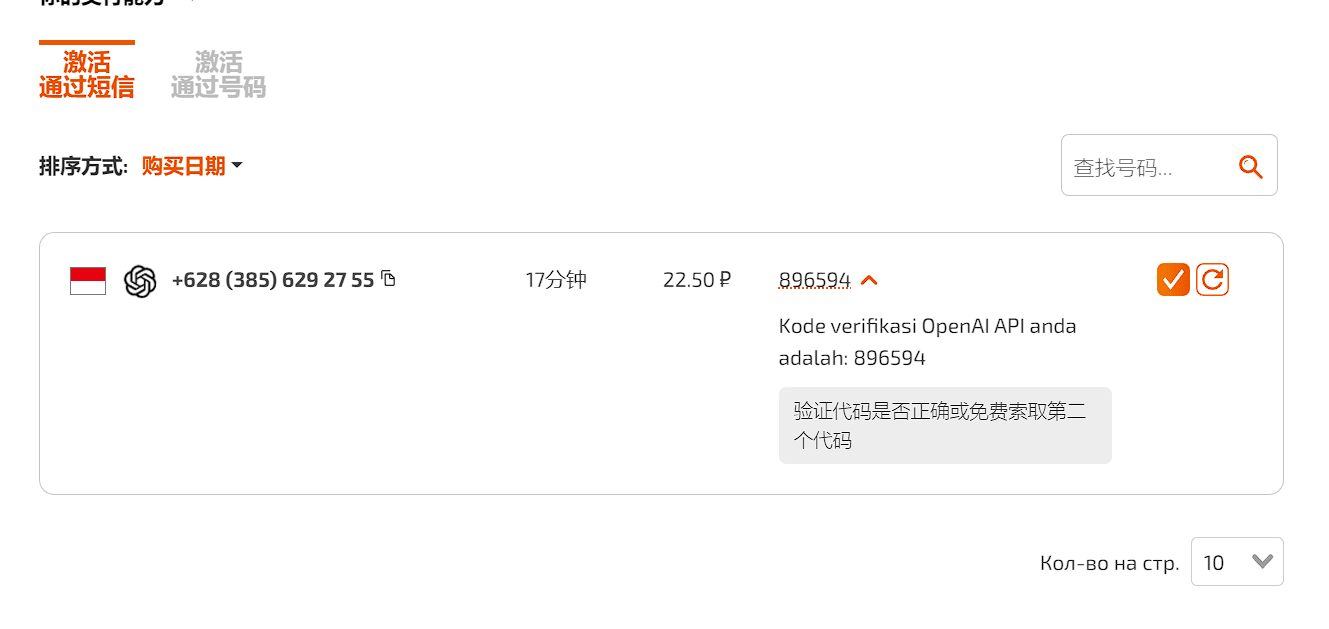 激活
通过短信
激活
通过号码
排序方式: 购买日期
查找号码...
+628 (385) 629 27 55
17分钟
22.50 ₽
896594
Kode verifikasi OpenAI API anda
adalah: 896594
验证代码是否正确或免费索取第二
个代码
Кол-во на стр. 10